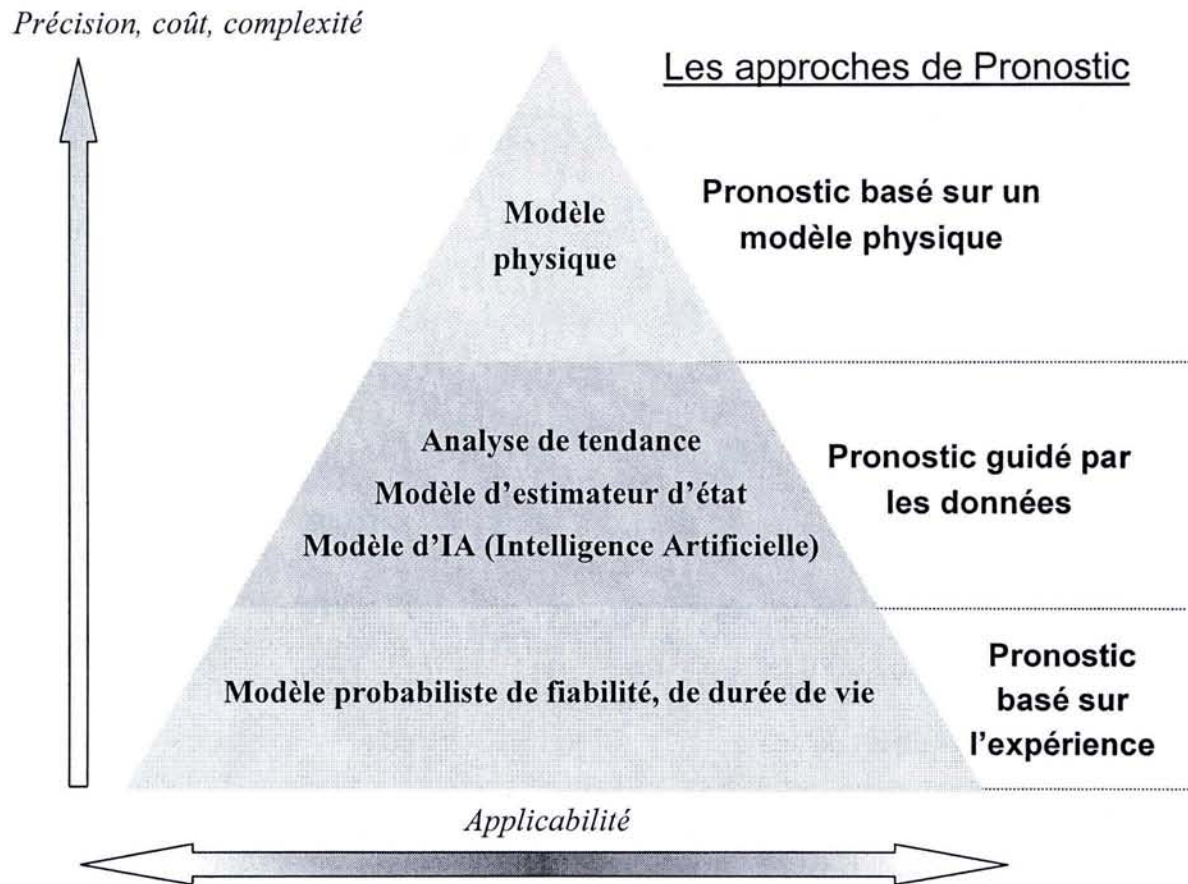 Précision, coût, complexité
Les approches de Pronostic
Modèle
physique
Pronostic basé sur un
modèle physique
Analyse de tendance
Modèle d'estimateur d'état
Modèle d'IA (Intelligence Artificielle)
Pronostic guidé par
les données
Modèle probabiliste de fiabilité, de durée de vie
Pronostic
basé sur
l'expérience
Applicabilité